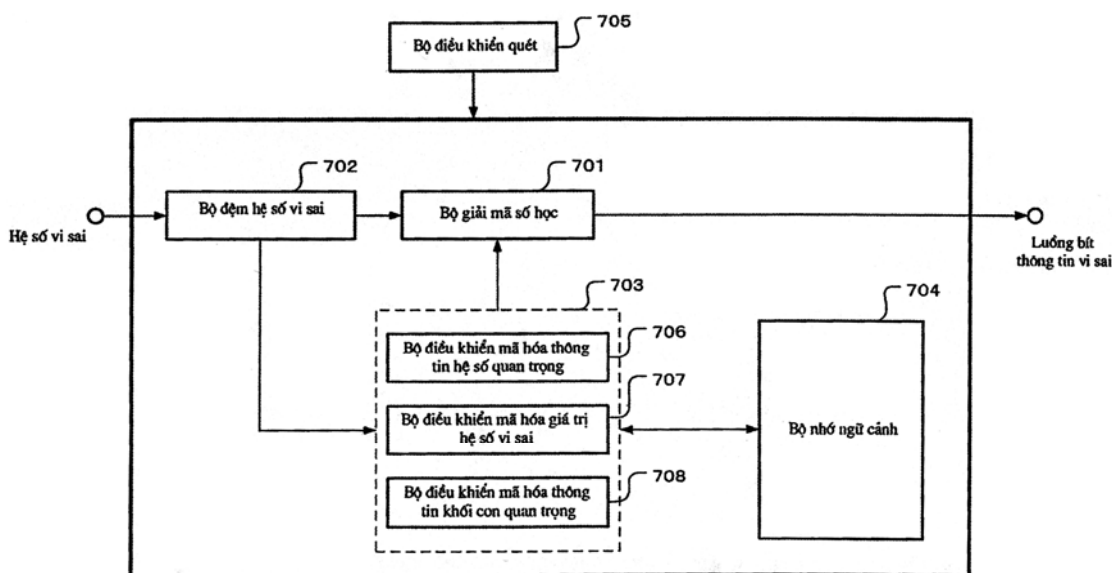 705
Bộ điều khiển quét
702
701
Bộ đệm hệ số vi sai
Bộ giải mã số học
Hệ số vi sai
Luồng bít
thông tin vi sai
703
704
706
Bộ điều khiển mã hóa thông
tin hệ số quan trọng
707
Bộ điều khiển mã hóa giá trị
hệ số vi sai
Bộ nhớ ngữ cảnh
708
Bộ điều khiển mã hóa thông
tin khối con quan trọng